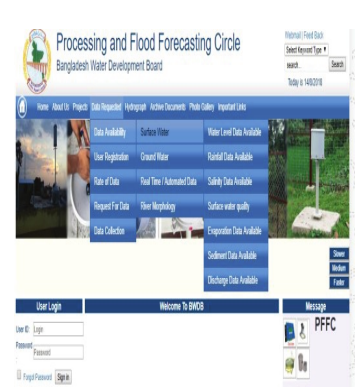 Processing and Flood Forecasting Circle
Bangladesh Water Development Board
Webmail | Feed Back
Select Keyword Type
search..
Search
Today is 14/8/2018
Home About Us Projects Data Requested Hydrograph Archive Documents Photo Gallery Important Links
Data Availability Surface Water Water Level Data Available
User Registration Ground Water Rainfall Data Available
Rate of Data Real Time / Automated Data Salinity Data Available
Request For Data River Morphology Surface water quality
Data Collection Evaporation Data Available
Sediment Data Available
Discharge Data Available
Slower
Medium
Faster
User Login Welcome To BWDB Message
User ID: Login
Password Password
Forgot Password Sign in
PFFC